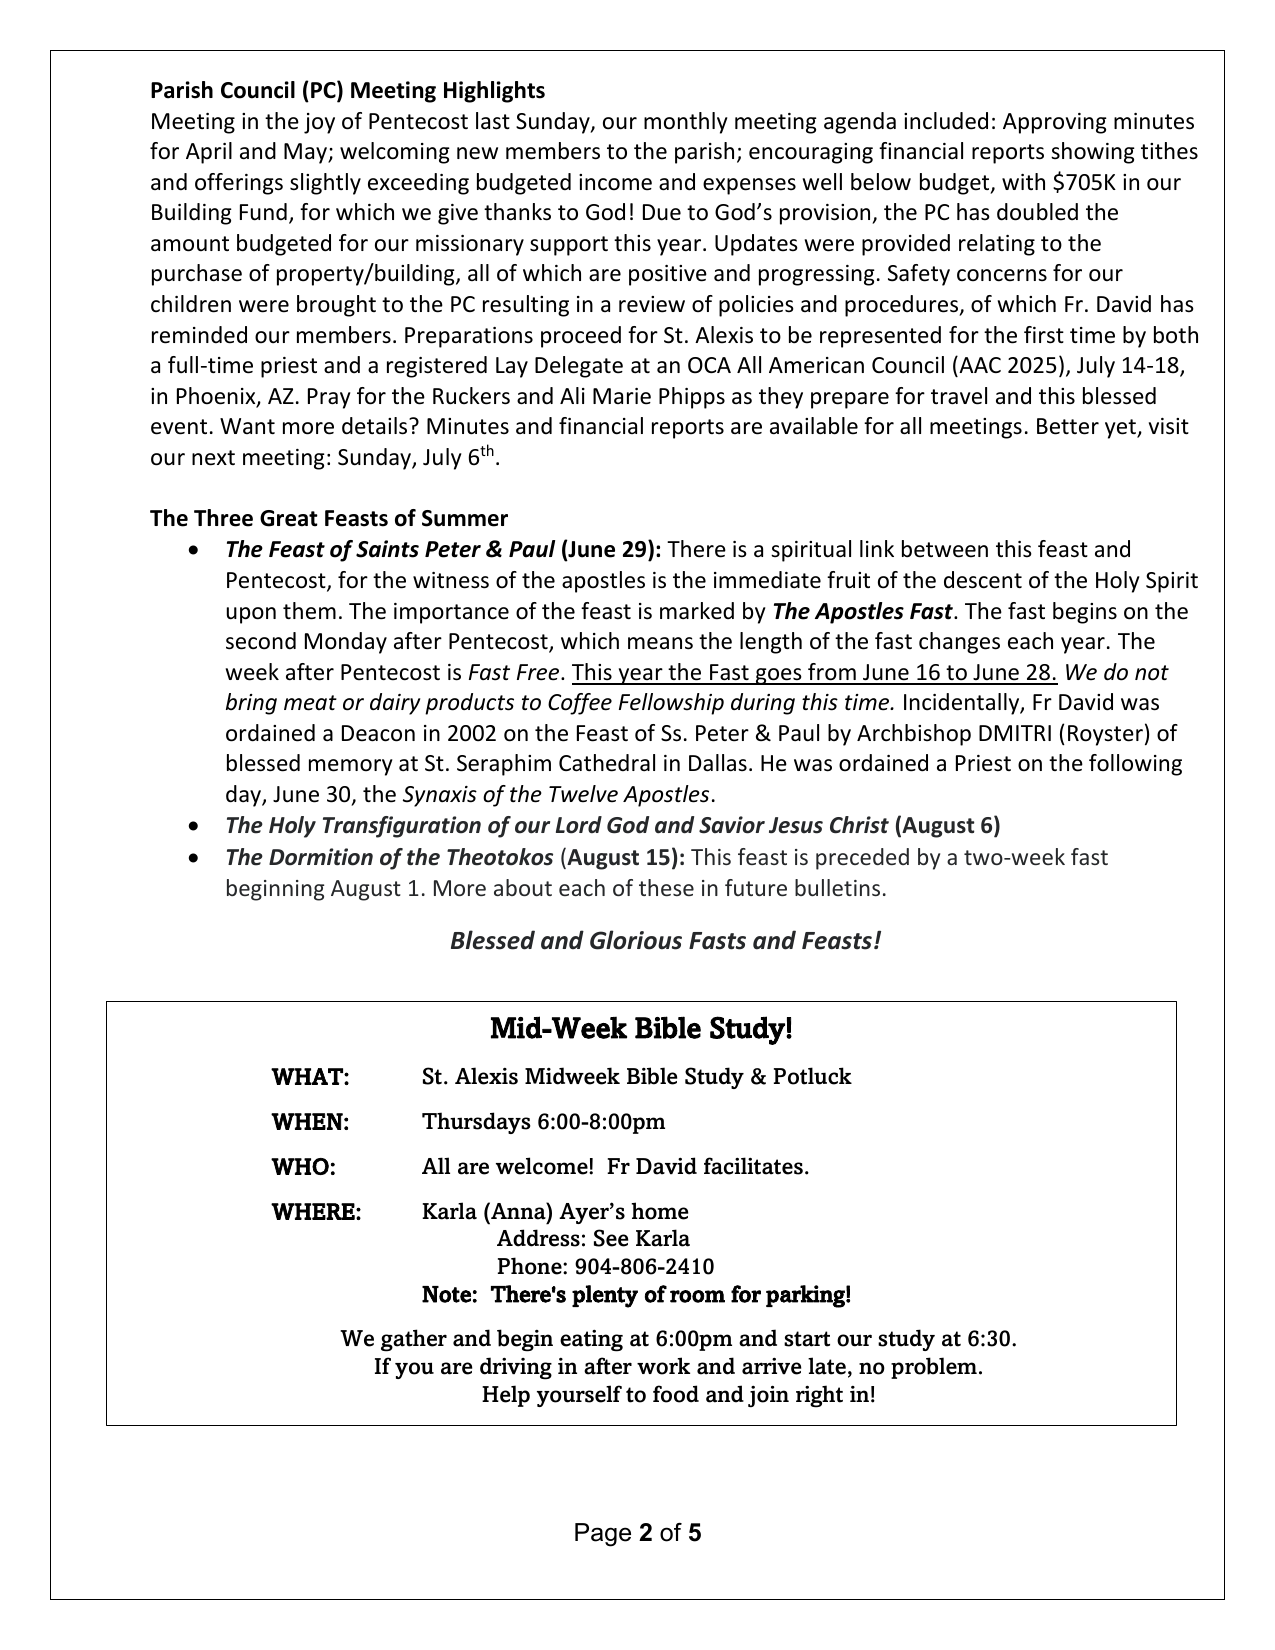 Parish Council (PC) Meeting Highlights
Meeting in the joy of Pentecost last Sunday, our monthly meeting agenda included: Approving minutes
for April and May; welcoming new members to the parish; encouraging financial reports showing tithes
and offerings slightly exceeding budgeted income and expenses well below budget, with $705K in our
Building Fund, for which we give thanks to God! Due to God’s provision, the PC has doubled the
amount budgeted for our missionary support this year. Updates were provided relating to the
purchase of property/building, all of which are positive and progressing. Safety concerns for our
children were brought to the PC resulting in a review of policies and procedures, of which Fr. David has
reminded our members. Preparations proceed for St. Alexis to be represented for the first time by both
a full-time priest and a registered Lay Delegate at an OCA All American Council (AAC 2025), July 14-18,
in Phoenix, AZ. Pray for the Ruckers and Ali Marie Phipps as they prepare for travel and this blessed
event. Want more details? Minutes and financial reports are available for all meetings. Better yet, visit
our next meeting: Sunday, July 6th.
The Three Great Feasts of Summer
• The Feast of Saints Peter & Paul (June 29): There is a spiritual link between this feast and
Pentecost, for the witness of the apostles is the immediate fruit of the descent of the Holy Spirit
upon them. The importance of the feast is marked by The Apostles Fast. The fast begins on the
second Monday after Pentecost, which means the length of the fast changes each year. The
week after Pentecost is Fast Free. This year the Fast goes from June 16 to June 28. We do not
bring meat or dairy products to Coffee Fellowship during this time. Incidentally, Fr David was
ordained a Deacon in 2002 on the Feast of Ss. Peter & Paul by Archbishop DMITRI (Royster) of
blessed memory at St. Seraphim Cathedral in Dallas. He was ordained a Priest on the following
day, June 30, the Synaxis of the Twelve Apostles.
• The Holy Transfiguration of our Lord God and Savior Jesus Christ (August 6)
• The Dormition of the Theotokos (August 15): This feast is preceded by a two-week fast
beginning August 1. More about each of these in future bulletins.
Blessed and Glorious Fasts and Feasts!
Mid-Week Bible Study!
WHAT: St. Alexis Midweek Bible Study & Potluck
WHEN: Thursdays 6:00-8:00pm
WHO: All are welcome! Fr David facilitates.
WHERE: Karla (Anna) Ayer’s home
Address: See Karla
Phone: 904-806-2410
Note: There's plenty of room for parking!
We gather and begin eating at 6:00pm and start our study at 6:30.
If you are driving in after work and arrive late, no problem.
Help yourself to food and join right in!
Page 2 of 5